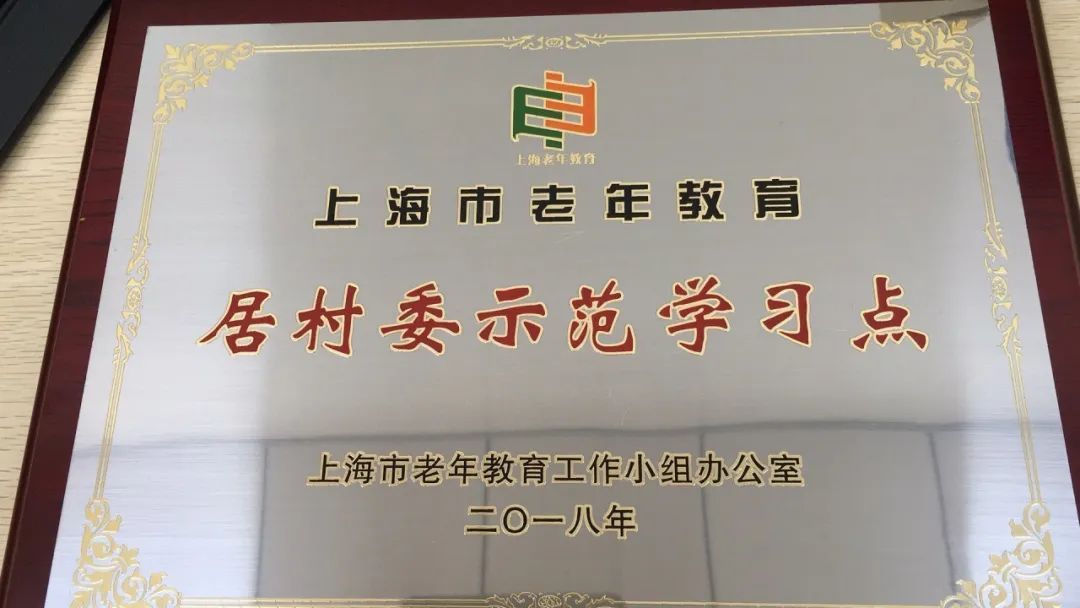 上海老年教育
上海市老年教育
居村委示范学习点
上海市老年教育工作小组办公室
二〇一八年